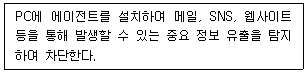 PC에 에이전트를 설치하여 메일, SNS, 웹사이트
등을 통해 발생할 수 있는 중요 정보 유출을 탐지
하여 차단한다.